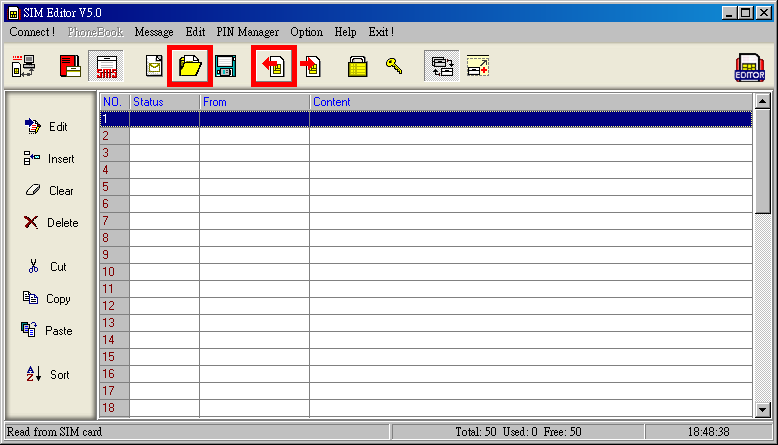 SIM Editor V5.0
Connect ! PhoneBook Message Edit PIN Manager Option Help Exit !
SMS EDITOR
NO. Status From Content
1
2
3
4
5
6
7
8
9
10
11
12
13
14
15
16
17
18
Edit
Insert
Clear
Delete
Cut
Copy
Paste
A
Z Sort
Read from SIM card Total: 50 Used: 0 Free: 50 18:48:38